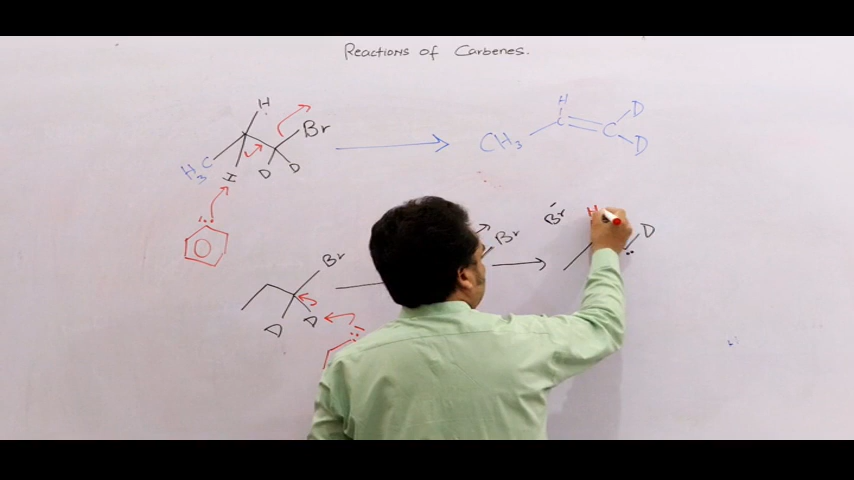 Reactions of Carbenes.
H
Br
H₃C
H
D D
H
CH₃ C C D
D
Br
D D
Br
Br
H
D